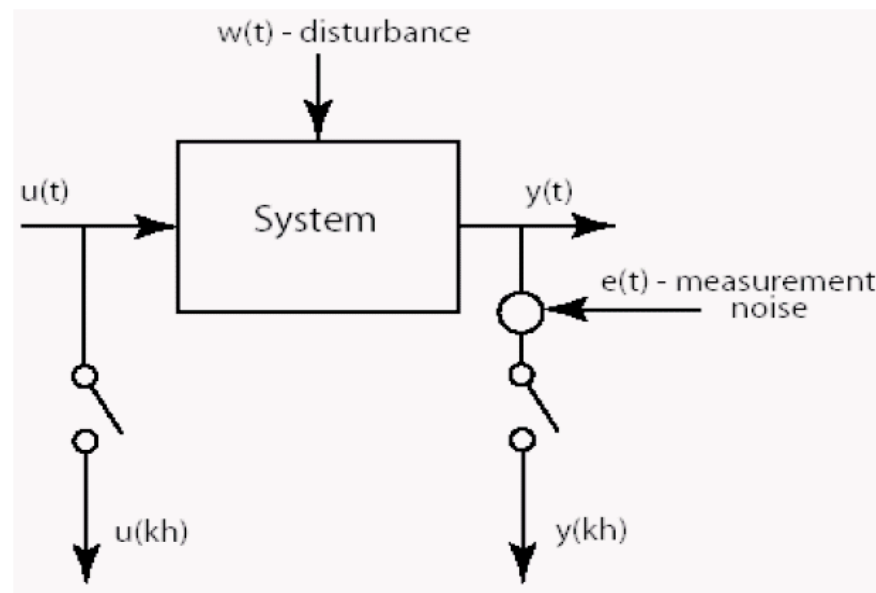 w(t) - disturbance
u(t)
System
y(t)
e(t) - measurement
noise
u(kh)
y(kh)